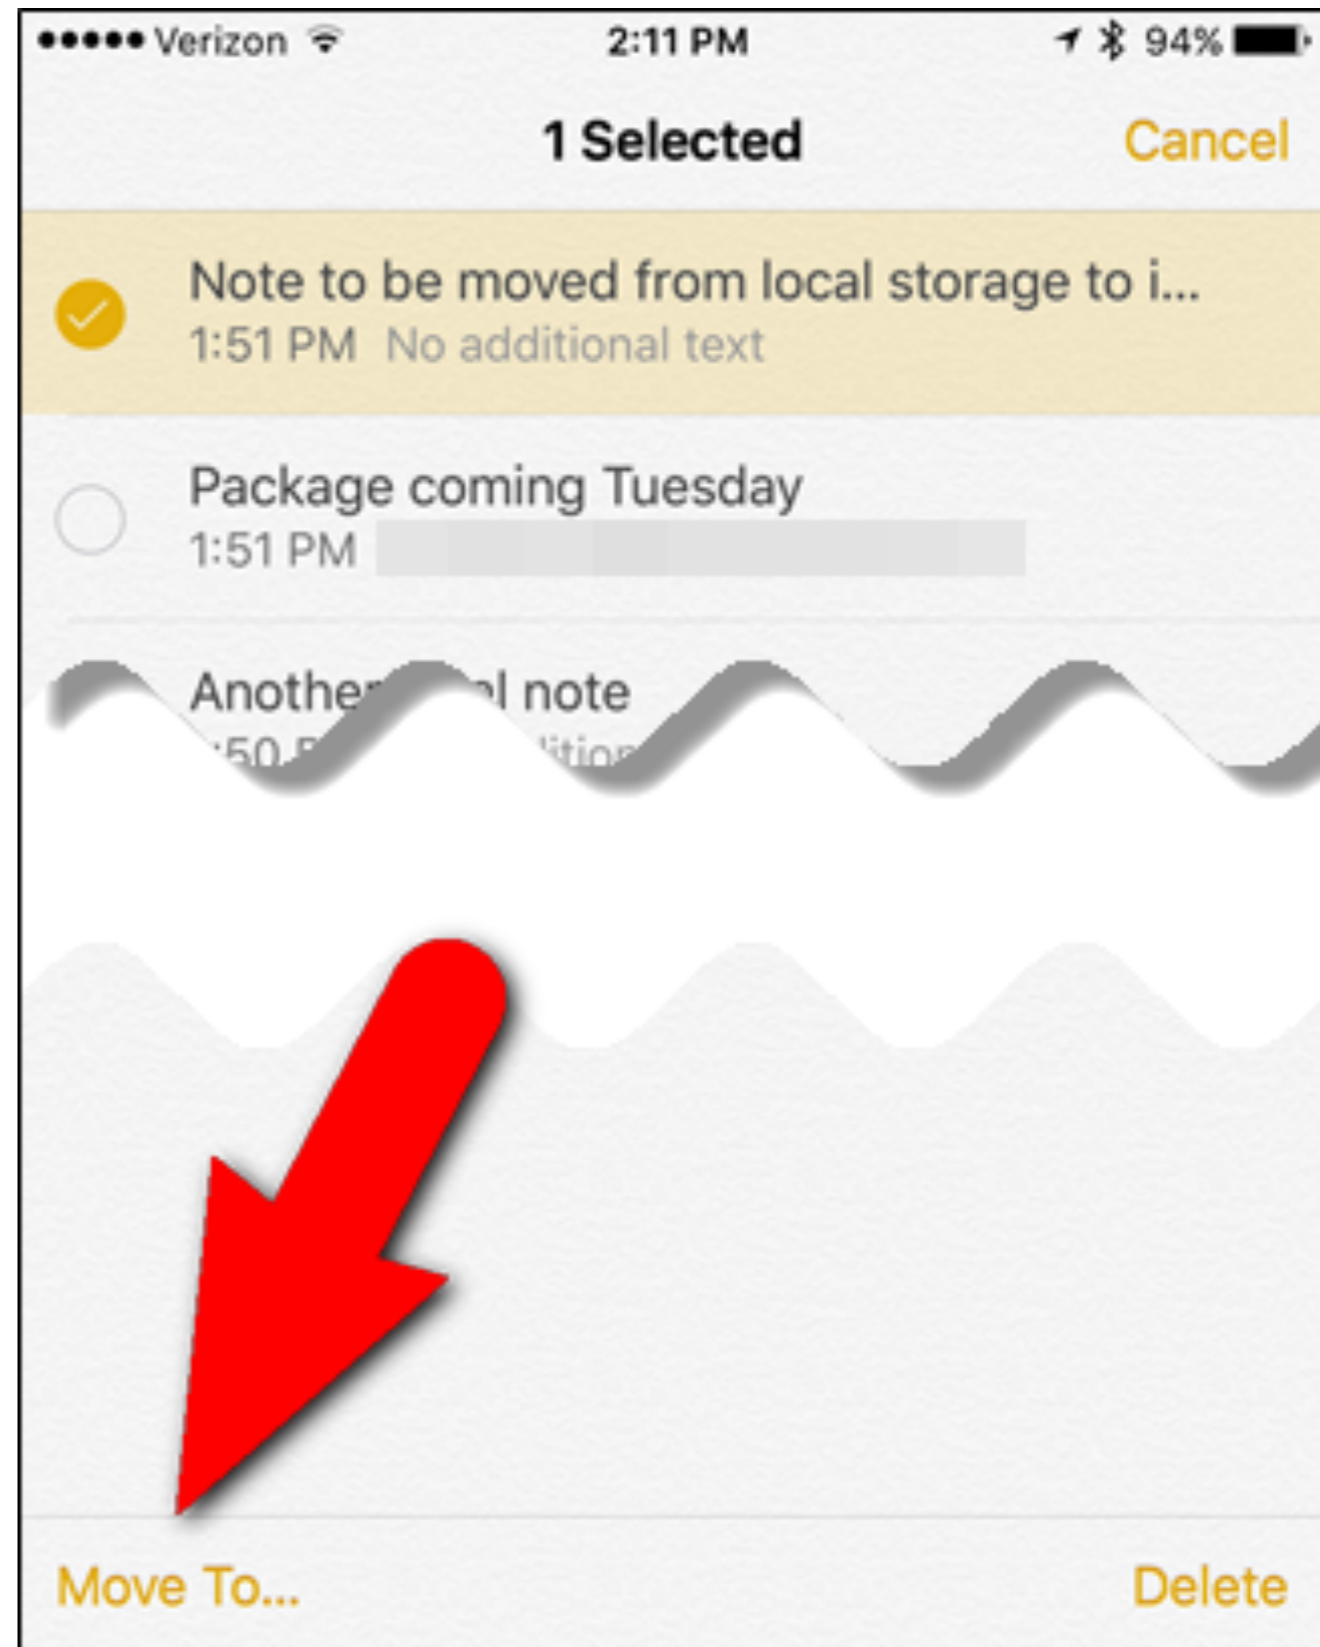 Verizon 2:11 PM 94%
1 Selected Cancel
Note to be moved from local storage to i...
1:51 PM No additional text
Package coming Tuesday
1:51 PM
note
Move To... Delete